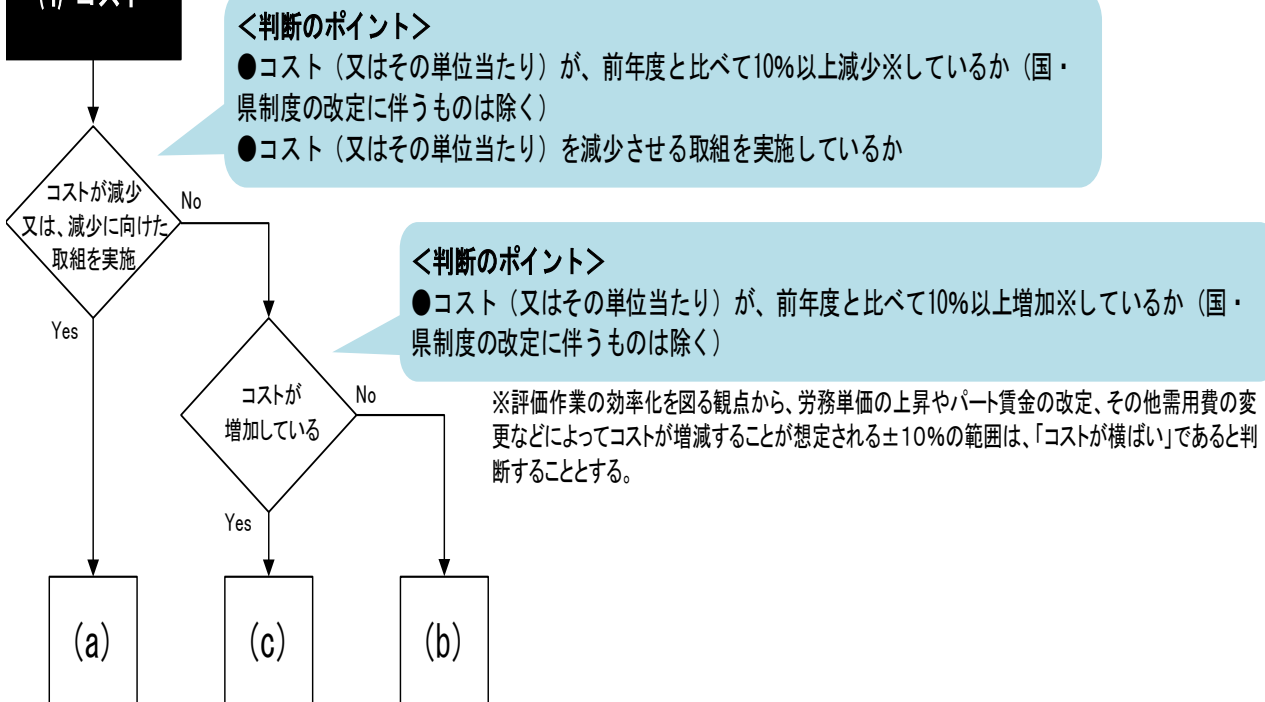 コスト
＜判断のポイント＞
●コスト（又はその単位当たり）が、前年度と比べて10%以上減少※しているか（国・
県制度の改定に伴うものは除く）
●コスト（又はその単位当たり）を減少させる取組を実施しているか
コストが減少
又は、減少に向けた
取組を実施
No
Yes
＜判断のポイント＞
●コスト（又はその単位当たり）が、前年度と比べて10%以上増加※しているか（国・
県制度の改定に伴うものは除く）
コストが
増加している
No
Yes
※評価作業の効率化を図る観点から、労務単価の上昇やパート賃金の改定、その他需用費の変
更などによってコストが増減することが想定される±10%の範囲は、「コストが横ばい」であると判
断することとする。
(a)
(c)
(b)